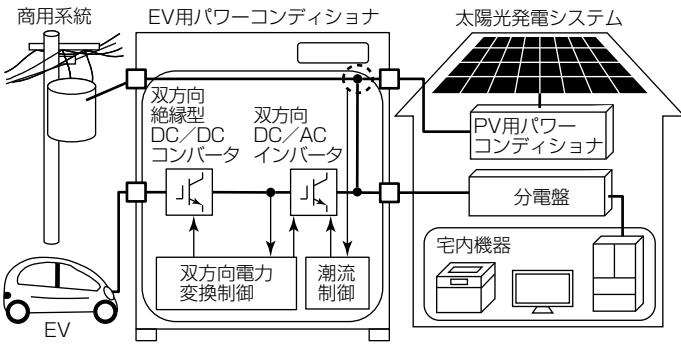 商用系統
EV用パワーコンディショナ
太陽光発電システム
双方向
絶縁型
DC／DC
コンバータ
双方向
DC／AC
インバータ
PV用パワー
コンディショナ
分電盤
宅内機器
双方向電力
変換制御
潮流
制御
EV